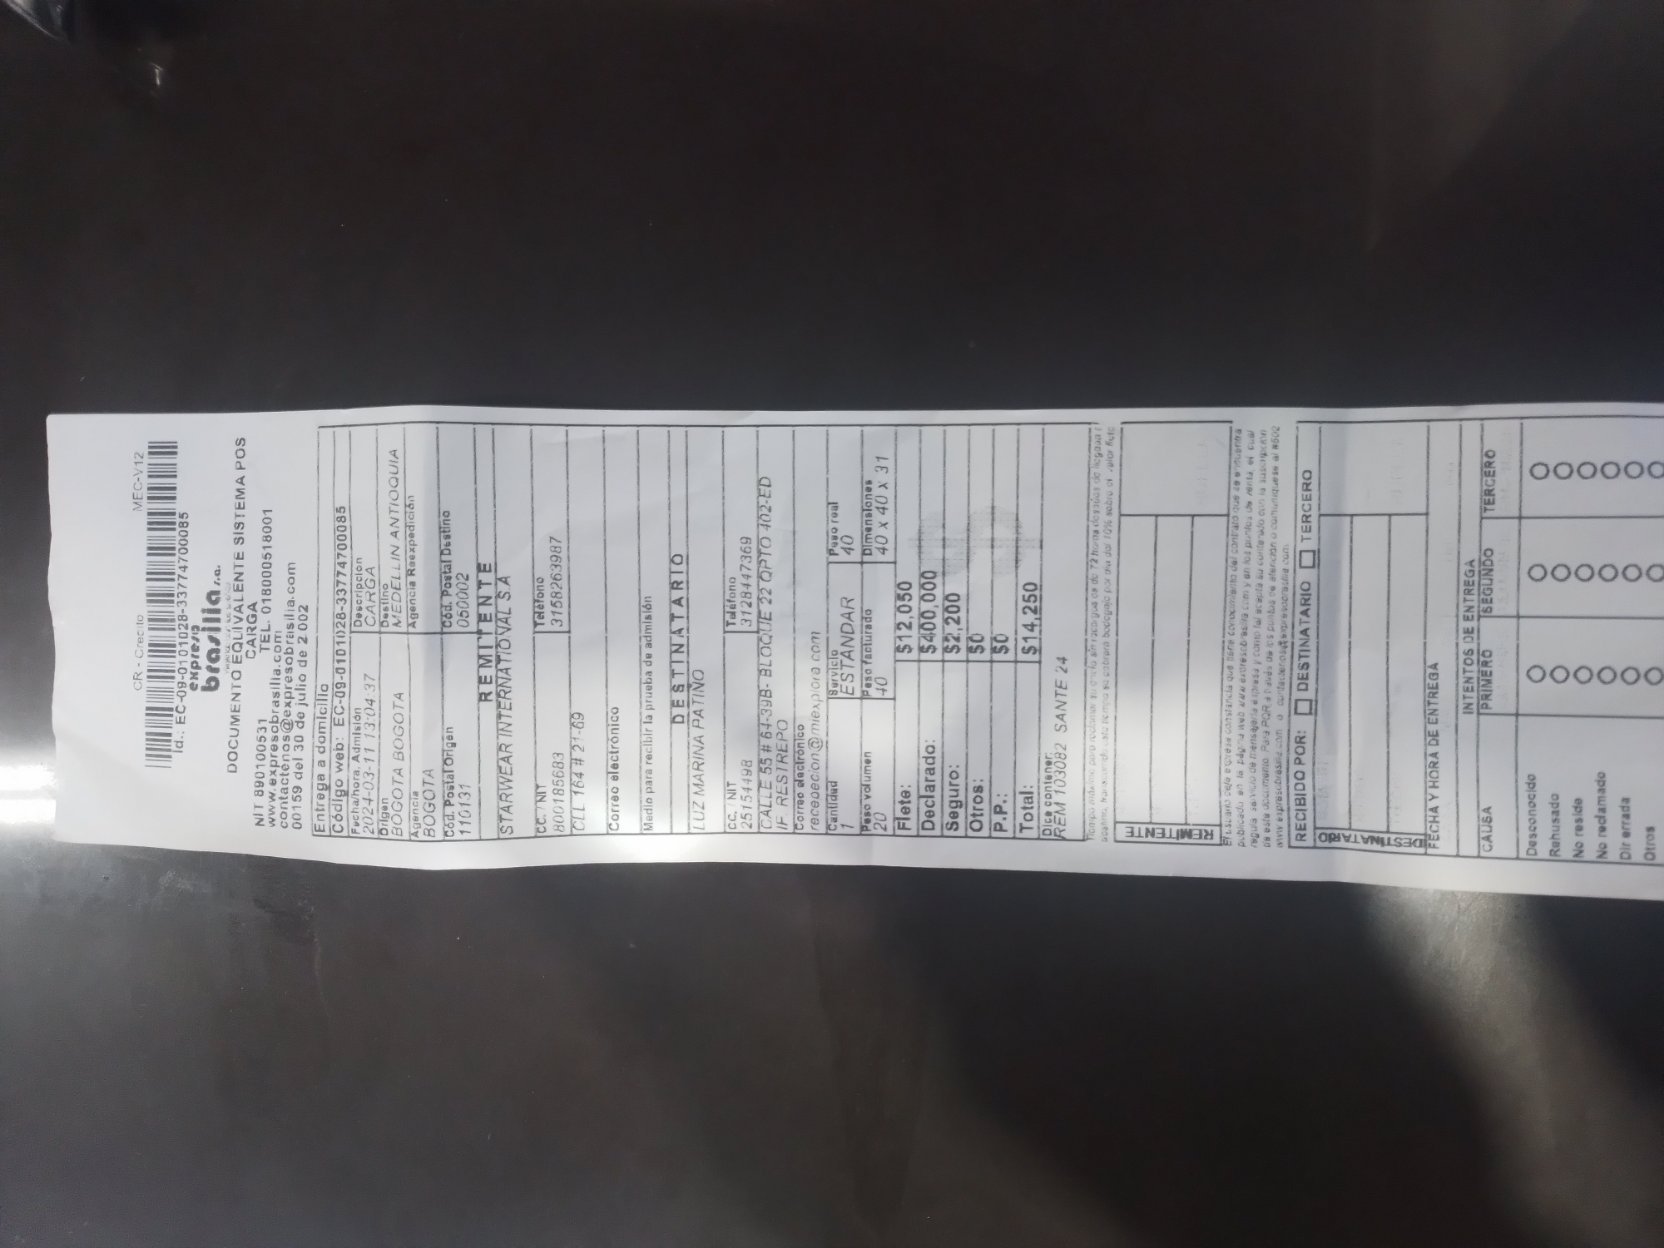 CR - Credito MEC-V12
Id.: EC-09-0101028-33774700085
expreso
brasilia s.a.
DOCUMENTO EQUIVALENTE SISTEMA POS
CARGA
NIT 890100531 TEL. 018000518001
www.expresobrasilia.com
contactenos@expresobrasilia.com
00159 del 30 de julio de 2002
Entrega a domicilio
Código web: EC-09-0101028-33774700085
Fecha/hora. Admisión Descripción
2024-03-11 13:04:37 CARGA
Origen Destino
BOGOTA BOGOTA MEDELLIN ANTIOQUIA
Agencia Agencia Reexpedición
BOGOTA
Cód. Postal Origen Cód. Postal Destino
110131 050002
REMITENTE
STARWEAR INTERNATIONAL S.A
CC. NIT Teléfono
800185683 3158263987
CLL 164 # 21-69
Correo electrónico
Medio para recibir la prueba de admisión
DESTINATARIO
LUZ MARINA PATIÑO
CC. / NIT Teléfono
25154498 3128447369
CALLE 55 # 64-39B- BLOQUE 22 QPTO 402-ED
IF. RESTREPO
Correo electrónico
recepecion@miexplora.com
Cantidad Servicio Peso real
1 ESTANDAR 40
Peso volumen Peso facturado Dimensiones
20 40 40 x 40 x 31
Flete: $12,050
Declarado: $400,000
Seguro: $2,200
Otros: $0
P.P.: $0
Total: $14,250
Dice contener:
REM 103082 SANTE 24
REMITENTE
RECIBIDO POR: DESTINATARIO TERCERO
DESTINATARIO
FECHA Y HORA DE ENTREGA
INTENTOS DE ENTREGA
CAUSA PRIMERO SEGUNDO TERCERO
Desconocido
Rehusado
No reside
No reclamado
Dir errada
Otros